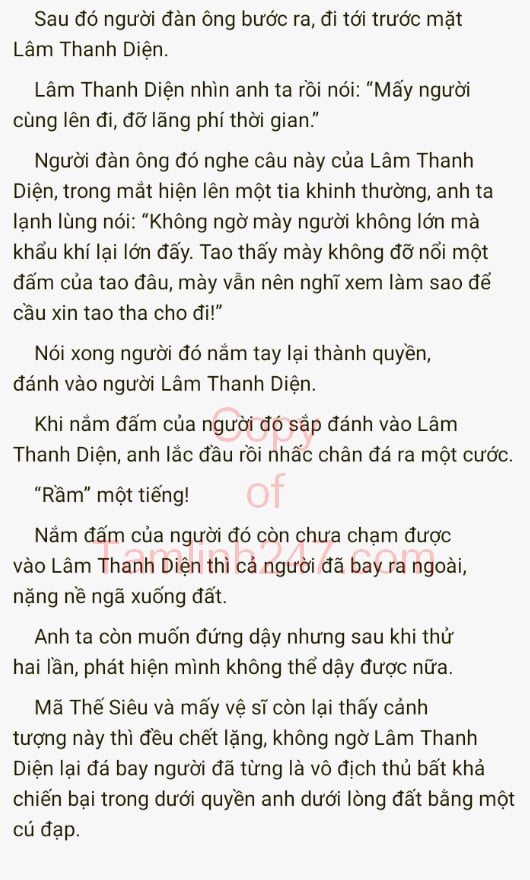 Sau đó người đàn ông bước ra, đi tới trước mặt
Lâm Thanh Diện.
Lâm Thanh Diện nhìn anh ta rồi nói: “Mấy người
cùng lên đi, đỡ lãng phí thời gian.”
Người đàn ông đó nghe câu này của Lâm Thanh
Diện, trong mắt hiện lên một tia khinh thường, anh ta
lạnh lùng nói: “Không ngờ mày người không lớn mà
khẩu khí lại lớn đấy. Tao thấy mày không đỡ nổi một
đấm của tao đâu, mày vẫn nên nghĩ xem làm sao để
cầu xin tao tha cho đi!”
Nói xong người đó nắm tay lại thành quyền,
đánh vào người Lâm Thanh Diện.
Khi nắm đấm của người đó sắp đánh vào Lâm
Thanh Diện, anh lắc đầu rồi nhấc chân đá ra một cước.
“Rầm” một tiếng!
Nắm đấm của người đó còn chưa chạm được
vào Lâm Thanh Diện thì cả người đã bay ra ngoài,
nặng nề ngã xuống đất.
Anh ta còn muốn đứng dậy nhưng sau khi thử
hai lần, phát hiện mình không thể dậy được nữa.
Mã Thế Siêu và mấy vệ sĩ còn lại thấy cảnh
tượng này thì đều chết lặng, không ngờ Lâm Thanh
Diện lại đá bay người đã từng là vô địch thủ bất khả
chiến bại trong dưới quyền anh dưới lòng đất bằng một
cú đạp.
Copy
of
Tamlinh247.com